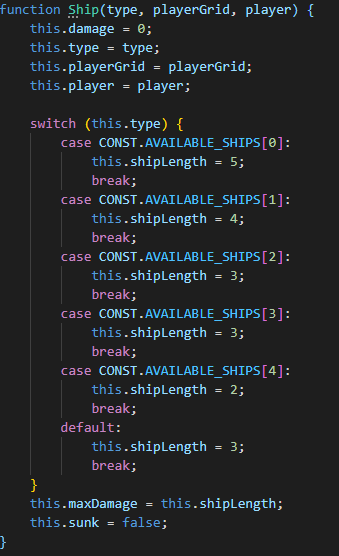 function Ship(type, playerGrid, player) {
    this.damage = 0;
    this.type = type;
    this.playerGrid = playerGrid;
    this.player = player;

    switch (this.type) {
        case CONST.AVAILABLE_SHIPS[0]:
            this.shipLength = 5;
            break;
        case CONST.AVAILABLE_SHIPS[1]:
            this.shipLength = 4;
            break;
        case CONST.AVAILABLE_SHIPS[2]:
            this.shipLength = 3;
            break;
        case CONST.AVAILABLE_SHIPS[3]:
            this.shipLength = 3;
            break;
        case CONST.AVAILABLE_SHIPS[4]:
            this.shipLength = 2;
            break;
        default:
            this.shipLength = 3;
            break;
    }
    this.maxDamage = this.shipLength;
    this.sunk = false;
}